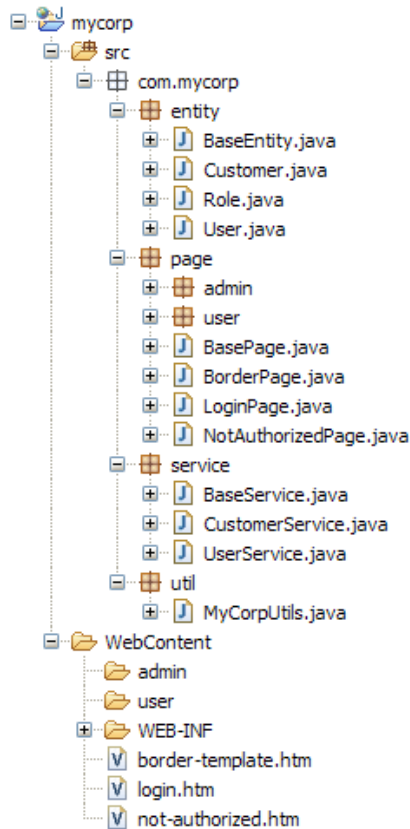 mycorp
src
com.mycorp
entity
BaseEntity.java
Customer.java
Role.java
User.java
page
admin
user
BasePage.java
BorderPage.java
LoginPage.java
NotAuthorizedPage.java
service
BaseService.java
CustomerService.java
UserService.java
util
MyCorpUtils.java
WebContent
admin
user
WEB-INF
border-template.htm
login.htm
not-authorized.htm